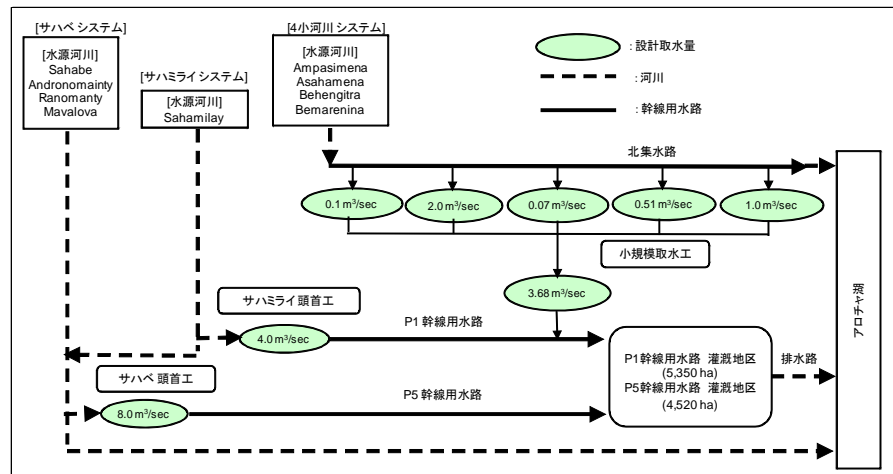 [サハベ システム]
[水源河川]
Sahabe
Andronomainty
Ranomanty
Mavalova
[サハミライ システム]
[水源河川]
Sahamilay
[4小河川 システム]
[水源河川]
Ampasimena
Asahamena
Behengitra
Bemarenina
: 設計取水量
: 河川
: 幹線用水路
北集水路
0.1 m³/sec
2.0 m³/sec
0.07 m³/sec
0.51 m³/sec
1.0 m³/sec
小規模取水工
3.68 m³/sec
サハミライ 頭首工
4.0 m³/sec
P1 幹線用水路
サハベ 頭首工
8.0 m³/sec
P5 幹線用水路
P1幹線用水路 灌漑地区
(5,350 ha)
P5幹線用水路 灌漑地区
(4,520 ha)
排水路
アロチャ湖